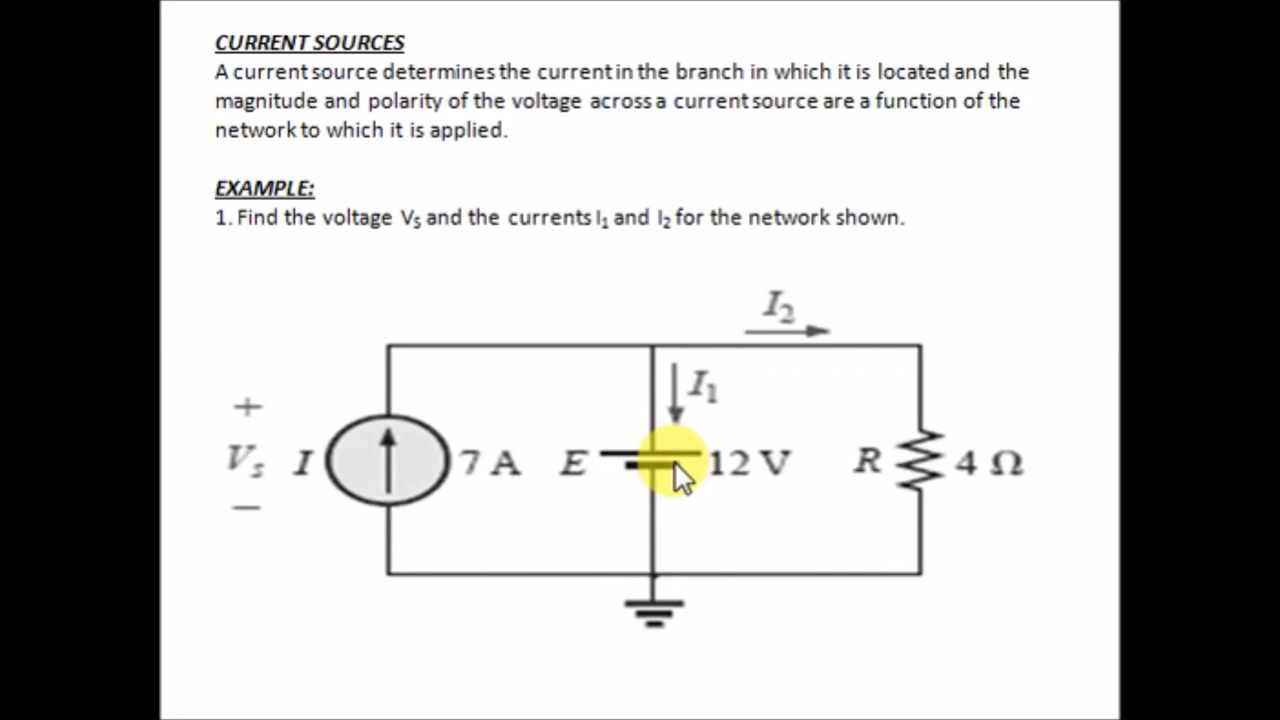 CURRENT SOURCES
A current source determines the current in the branch in which it is located and the
magnitude and polarity of the voltage across a current source are a function of the
network to which it is applied.
EXAMPLE:
1. Find the voltage VS and the currents I1 and I2 for the network shown.
I2
I1
+
Vs I 7 A E 12 V R 4 Ω
−